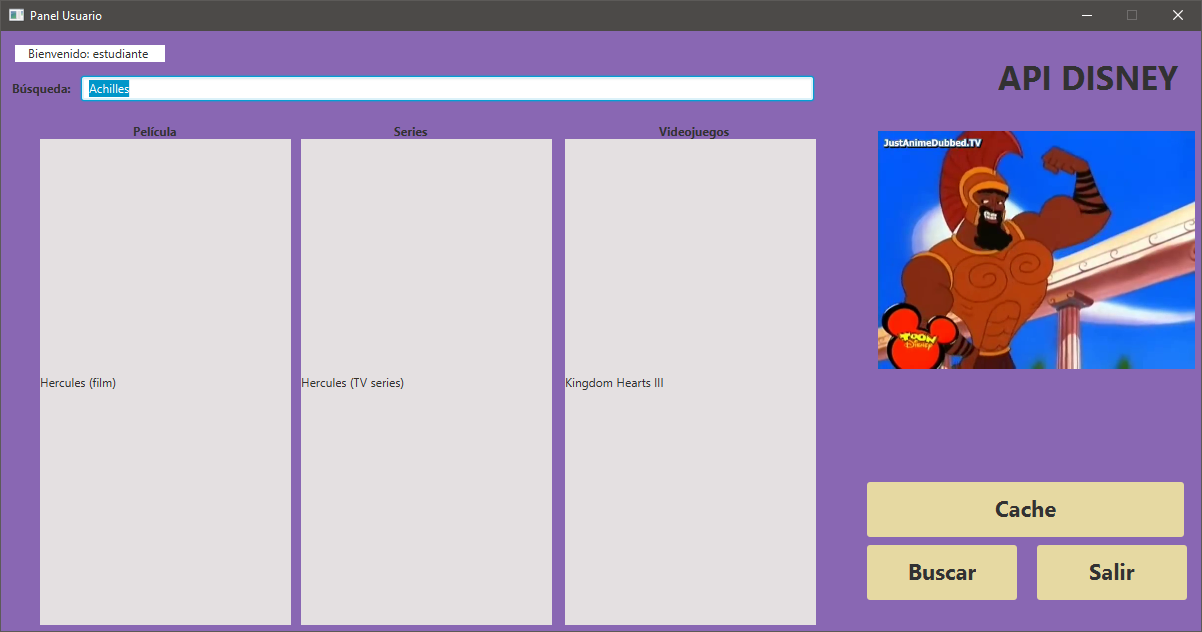 Panel Usuario
Bienvenido: estudiante
Búsqueda:
Achilles
API DISNEY
Película
Series
Videojuegos
JustAnimeDubbed.TV
Hercules (film)
Hercules (TV series)
Kingdom Hearts III
TOON
Disney
Cache
Buscar
Salir